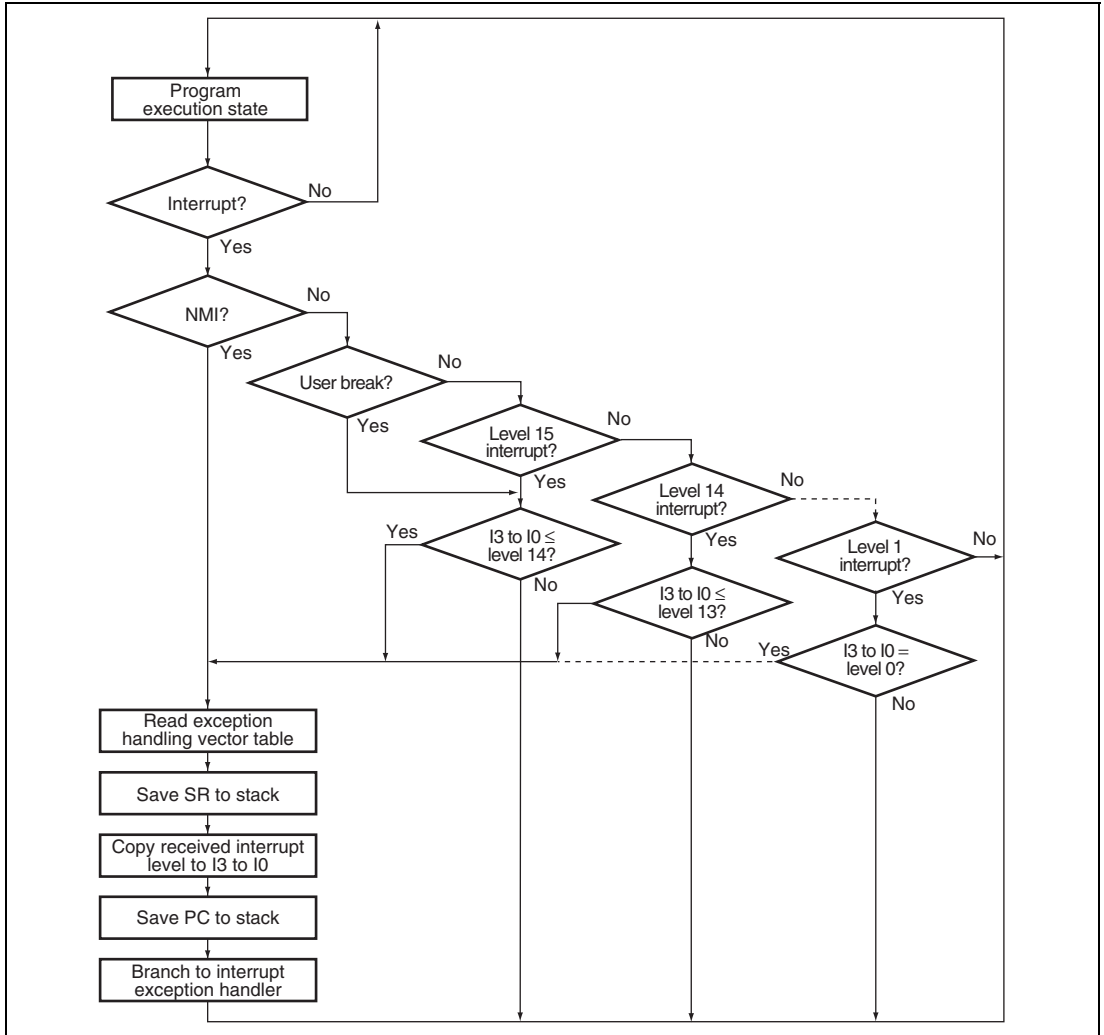 Program
execution state
Interrupt?
No
Yes
NMI?
No
Yes
User break?
No
Yes
Level 15
interrupt?
No
Yes
Level 14
interrupt?
No
Yes
Level 1
interrupt?
No
Yes
I3 to I0 ≤
level 14?
Yes
No
I3 to I0 ≤
level 13?
No
I3 to I0 =
level 0?
Yes
No
Read exception
handling vector table
Save SR to stack
Copy received interrupt
level to I3 to I0
Save PC to stack
Branch to interrupt
exception handler